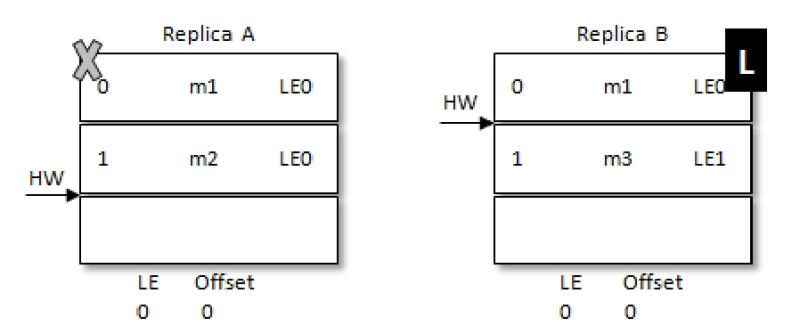 Replica A
0 m1 LE0
1 m2 LE0
HW
LE Offset
0 0
Replica B
L
0 m1 LE0
HW
1 m3 LE1
LE Offset
0 0